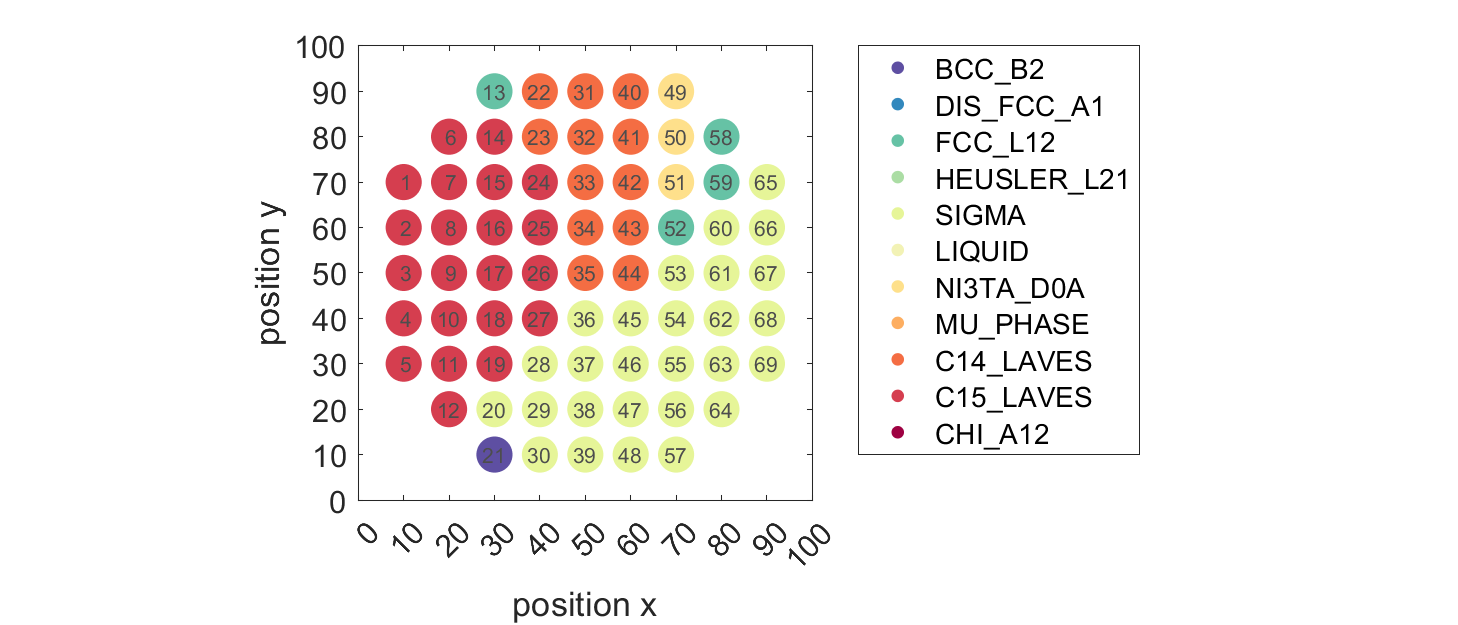 100
90
80
70
60
50
40
30
20
10
0
position y
13 22 31 40 49
6 14 23 32 41 50 58
1 7 15 24 33 42 51 59 65
2 8 16 25 34 43 52 60 66
3 9 17 26 35 44 53 61 67
4 10 18 27 36 45 54 62 68
5 11 19 28 37 46 55 63 69
12 20 29 38 47 56 64
21 30 39 48 57
0 10 20 30 40 50 60 70 80 90 100
position x
BCC_B2
DIS_FCC_A1
FCC_L12
HEUSLER_L21
SIGMA
LIQUID
NI3TA_D0A
MU_PHASE
C14_LAVES
C15_LAVES
CHI_A12